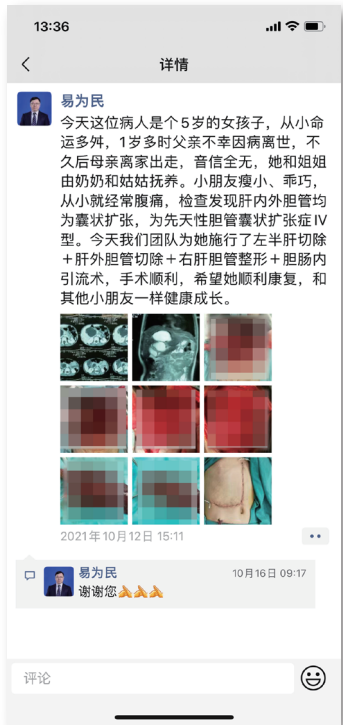 13:36
详情
易为民
今天这位病人是个5岁的女孩子，从小命
运多舛，1岁多时父亲不幸因病离世，不
久后母亲离家出走，音信全无，她和姐姐
由奶奶和姑姑抚养。小朋友瘦小、乖巧，
从小就经常腹痛，检查发现肝内外胆管均
为囊状扩张，为先天性胆管囊状扩张症IV
型。今天我们团队为她施行了左半肝切除
＋肝外胆管切除＋右肝胆管整形＋胆肠内
引流术，手术顺利，希望她顺利康复，和
其他小朋友一样健康成长。
2021年10月12日 15:11
易为民
10月16日 09:17
谢谢您🙏🙏🙏
评论